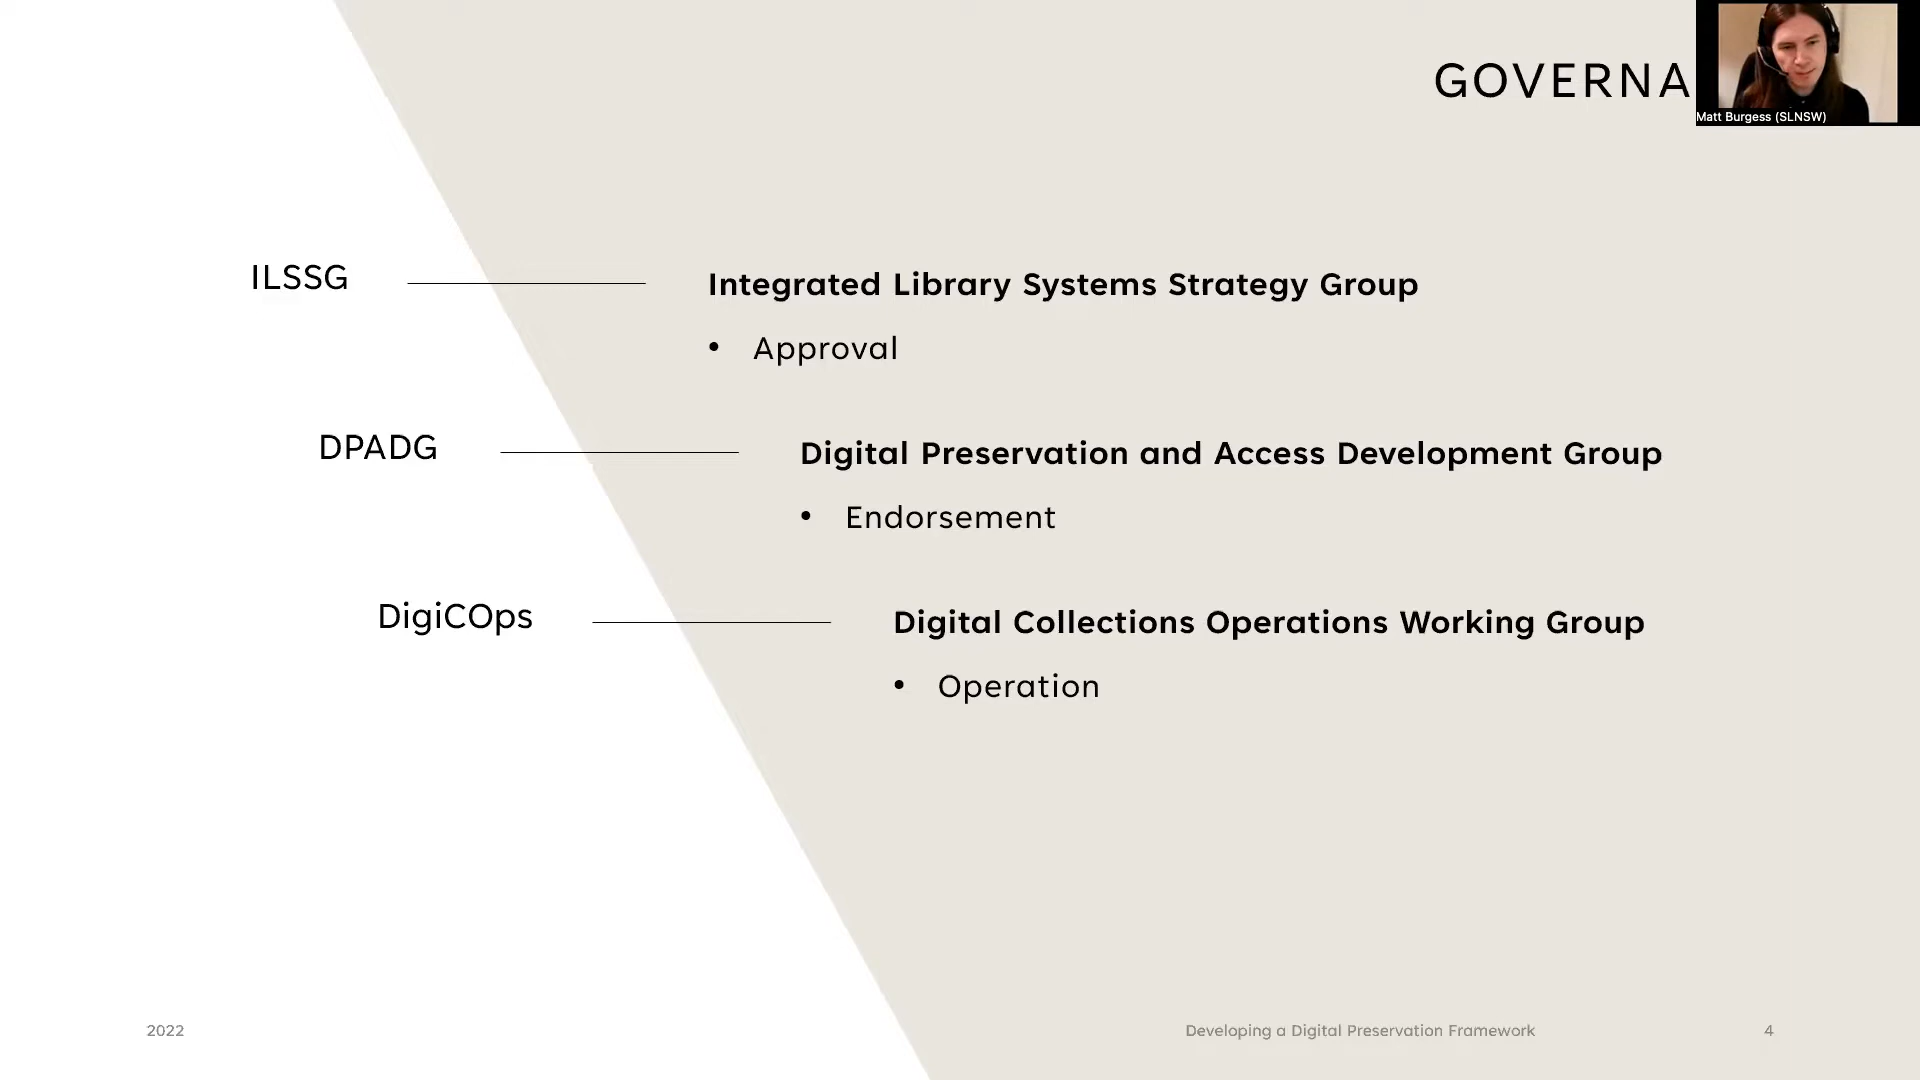 GOVERNA
Matt Burgess (SLNSW)
ILSSG
Integrated Library Systems Strategy Group
• Approval
DPADG
Digital Preservation and Access Development Group
• Endorsement
DigiCOps
Digital Collections Operations Working Group
• Operation
2022
Developing a Digital Preservation Framework
4